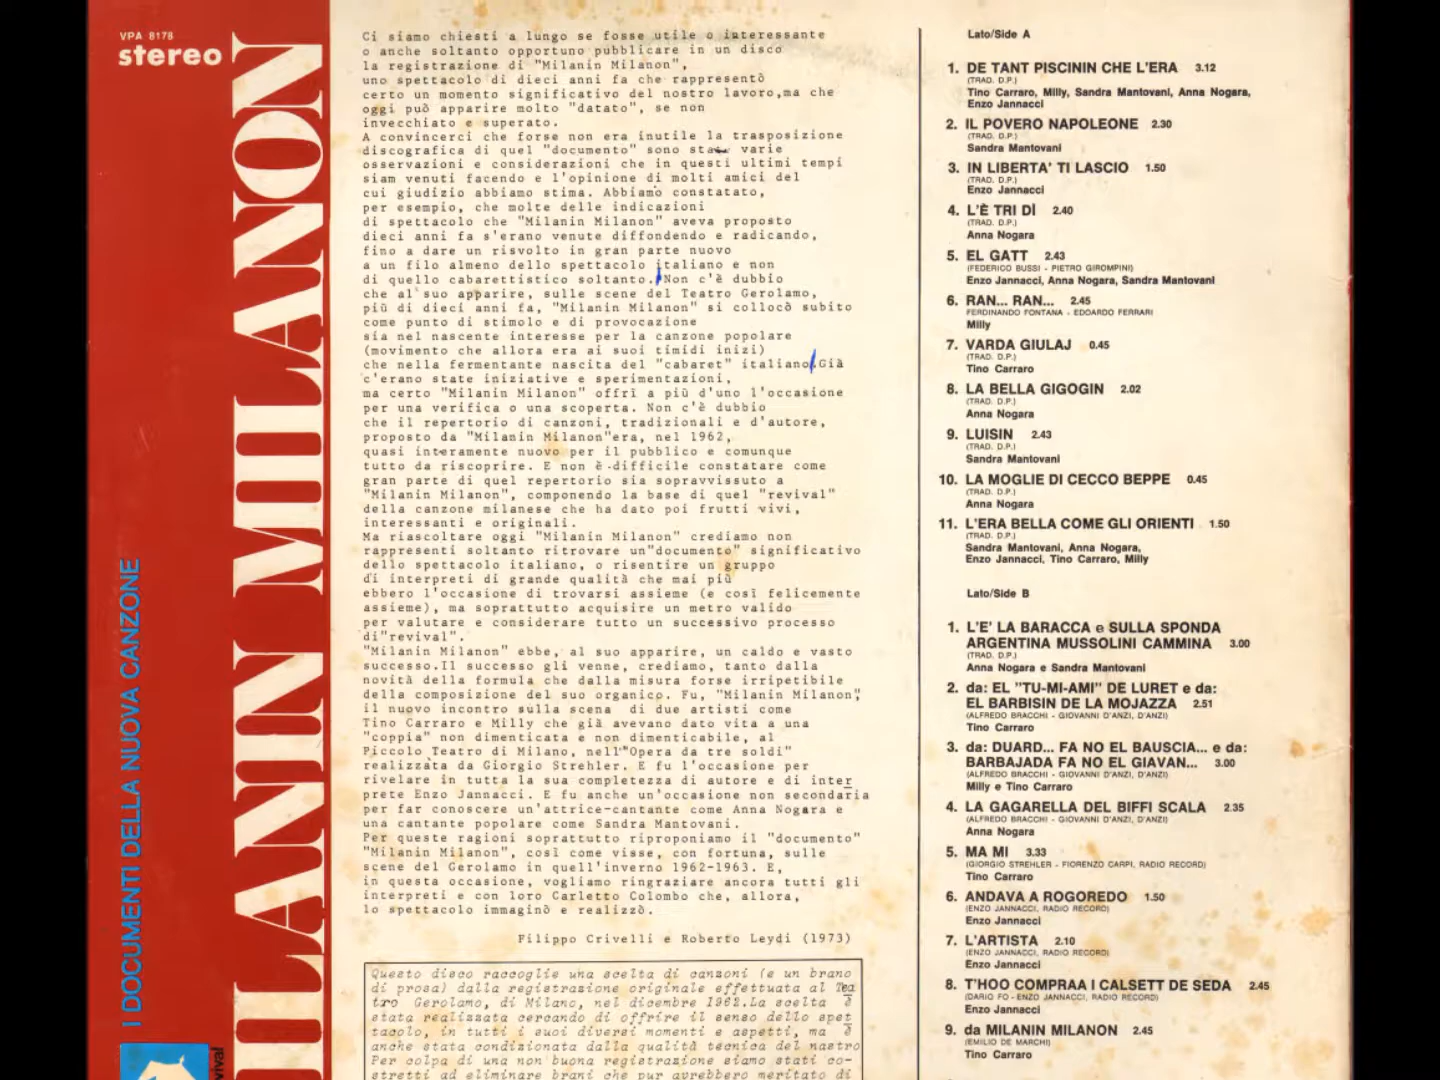 VPA 8178
stereo
MILANIN MILANON
I DOCUMENTI DELLA NUOVA CANZONE
Ci siamo chiesti a lungo se fosse utile o interessante
o anche soltanto opportuno pubblicare in un disco
la registrazione di "Milanin Milanon",
uno spettacolo di dieci anni fa che rappresentò
certo un momento significativo del nostro lavoro,ma che
oggi può apparire molto "datato", se non
invecchiato e superato.
A convincerci che forse non era inutile la trasposizione
discografica di quel "documento" sono state varie
osservazioni e considerazioni che in questi ultimi tempi
siam venuti facendo e l'opinione di molti amici del
cui giudizio abbiamo stima. Abbiamo constatato,
per esempio, che molte delle indicazioni
di spettacolo che "Milanin Milanon" aveva proposto
dieci anni fa s'erano venute diffondendo e radicando,
fino a dare un risvolto in gran parte nuovo
a un filo almeno dello spettacolo italiano e non
di quello cabarettistico soltanto. Non c'è dubbio
che al suo apparire, sulle scene del Teatro Gerolamo,
più di dieci anni fa, "Milanin Milanon" si collocò subito
come punto di stimolo e di provocazione
sia nel nascente interesse per la canzone popolare
(movimento che allora era ai suoi timidi inizi)
che nella fermentante nascita del "cabaret" italiano.Già
c'erano state iniziative e sperimentazioni,
ma certo "Milanin Milanon" offrì a più d'uno l'occasione
per una verifica o una scoperta. Non c'è dubbio
che il repertorio di canzoni, tradizionali e d'autore,
proposto da "Milanin Milanon"era, nel 1962,
quasi interamente nuovo per il pubblico e comunque
tutto da riscoprire. E non è difficile constatare come
gran parte di quel repertorio sia sopravvissuto a
"Milanin Milanon", componendo la base di quel "revival"
della canzone milanese che ha dato poi frutti vivi,
interessanti e originali.
Ma riascoltare oggi "Milanin Milanon" crediamo non
rappresenti soltanto ritrovare un"documento" significativo
dello spettacolo italiano, o risentire un gruppo
di interpreti di grande qualità che mai più
ebbero l'occasione di trovarsi assieme (e così felicemente
assieme), ma soprattutto acquisire un metro valido
per valutare e considerare tutto un successivo processo
di"revival".
"Milanin Milanon" ebbe, al suo apparire, un caldo e vasto
successo.Il successo gli venne, crediamo, tanto dalla
novità della formula che dalla misura forse irripetibile
della composizione del suo organico. Fu, "Milanin Milanon",
il nuovo incontro sulla scena di due artisti come
Tino Carraro e Milly che già avevano dato vita a una
"coppia" non dimenticata e non dimenticabile, al
Piccolo Teatro di Milano, nell'"Opera da tre soldi"
realizzata da Giorgio Strehler. E fu l'occasione per
rivelare in tutta la sua completezza di autore e di inter
prete Enzo Jannacci. E fu anche un'occasione non secondaria
per far conoscere un'attrice-cantante come Anna Nogara e
una cantante popolare come Sandra Mantovani.
Per queste ragioni soprattutto riproponiamo il "documento"
"Milanin Milanon", così come visse, con fortuna, sulle
scene del Gerolamo in quell'inverno 1962-1963. E,
in questa occasione, vogliamo ringraziare ancora tutti gli
interpreti e con loro Carletto Colombo che, allora,
lo spettacolo immaginò e realizzò.
Filippo Crivelli e Roberto Leydi (1973)
Questo disco raccoglie una scelta di canzoni (e un brano
di prosa) dalla registrazione originale effettuata al Tea
tro Gerolamo, di Milano, nel dicembre 1962.La scelta è
stata realizzata cercando di offrire il senso dello spet
tacolo, in tutti i suoi diversi momenti e aspetti, ma è
anche stata condizionata dalla qualità tecnica del nastro
Per colpa di una non buona registrazione siamo stati co-
stretti ad eliminare brani che pur avrebbero meritato di
Lato/Side A
1. DE TANT PISCININ CHE L'ERA 3.12
(TRAD. D.P.)
Tino Carraro, Milly, Sandra Mantovani, Anna Nogara,
Enzo Jannacci
2. IL POVERO NAPOLEONE 2.30
(TRAD. D.P.)
Sandra Mantovani
3. IN LIBERTA' TI LASCIO 1.50
(TRAD. D.P.)
Enzo Jannacci
4. L'È TRI DÌ 2.40
(TRAD. D.P.)
Anna Nogara
5. EL GATT 2.43
(FEDERICO BUSSI - PIETRO GIROMPINI)
Enzo Jannacci, Anna Nogara, Sandra Mantovani
6. RAN... RAN... 2.45
FERDINANDO FONTANA - EDOARDO FERRARI
Milly
7. VARDA GIULAJ 0.45
(TRAD. D.P.)
Tino Carraro
8. LA BELLA GIGOGIN 2.02
(TRAD. D.P.)
Anna Nogara
9. LUISIN 2.43
(TRAD. D.P.)
Sandra Mantovani
10. LA MOGLIE DI CECCO BEPPE 0.45
(TRAD. D.P.)
Anna Nogara
11. L'ERA BELLA COME GLI ORIENTI 1.50
(TRAD. D.P.)
Sandra Mantovani, Anna Nogara,
Enzo Jannacci, Tino Carraro, Milly
Lato/Side B
1. L'E' LA BARACCA e SULLA SPONDA
ARGENTINA MUSSOLINI CAMMINA 3.00
(TRAD. D.P.)
Anna Nogara e Sandra Mantovani
2. da: EL "TU-MI-AMI" DE LURET e da:
EL BARBISIN DE LA MOJAZZA 2.51
(ALFREDO BRACCHI - GIOVANNI D'ANZI, D'ANZI)
Tino Carraro
3. da: DUARD... FA NO EL BAUSCIA... e da:
BARBAJADA FA NO EL GIAVAN... 3.00
(ALFREDO BRACCHI - GIOVANNI D'ANZI, D'ANZI)
Milly e Tino Carraro
4. LA GAGARELLA DEL BIFFI SCALA 2.35
(ALFREDO BRACCHI - GIOVANNI D'ANZI, D'ANZI)
Anna Nogara
5. MA MI 3.33
(GIORGIO STREHLER - FIORENZO CARPI, RADIO RECORD)
Tino Carraro
6. ANDAVA A ROGOREDO 1.50
(ENZO JANNACCI, RADIO RECORD)
Enzo Jannacci
7. L'ARTISTA 2.10
(ENZO JANNACCI, RADIO RECORD)
Enzo Jannacci
8. T'HOO COMPRAA I CALSETT DE SEDA 2.45
(DARIO FO - ENZO JANNACCI, RADIO RECORD)
Enzo Jannacci
9. da MILANIN MILANON 2.45
(EMILIO DE MARCHI)
Tino Carraro